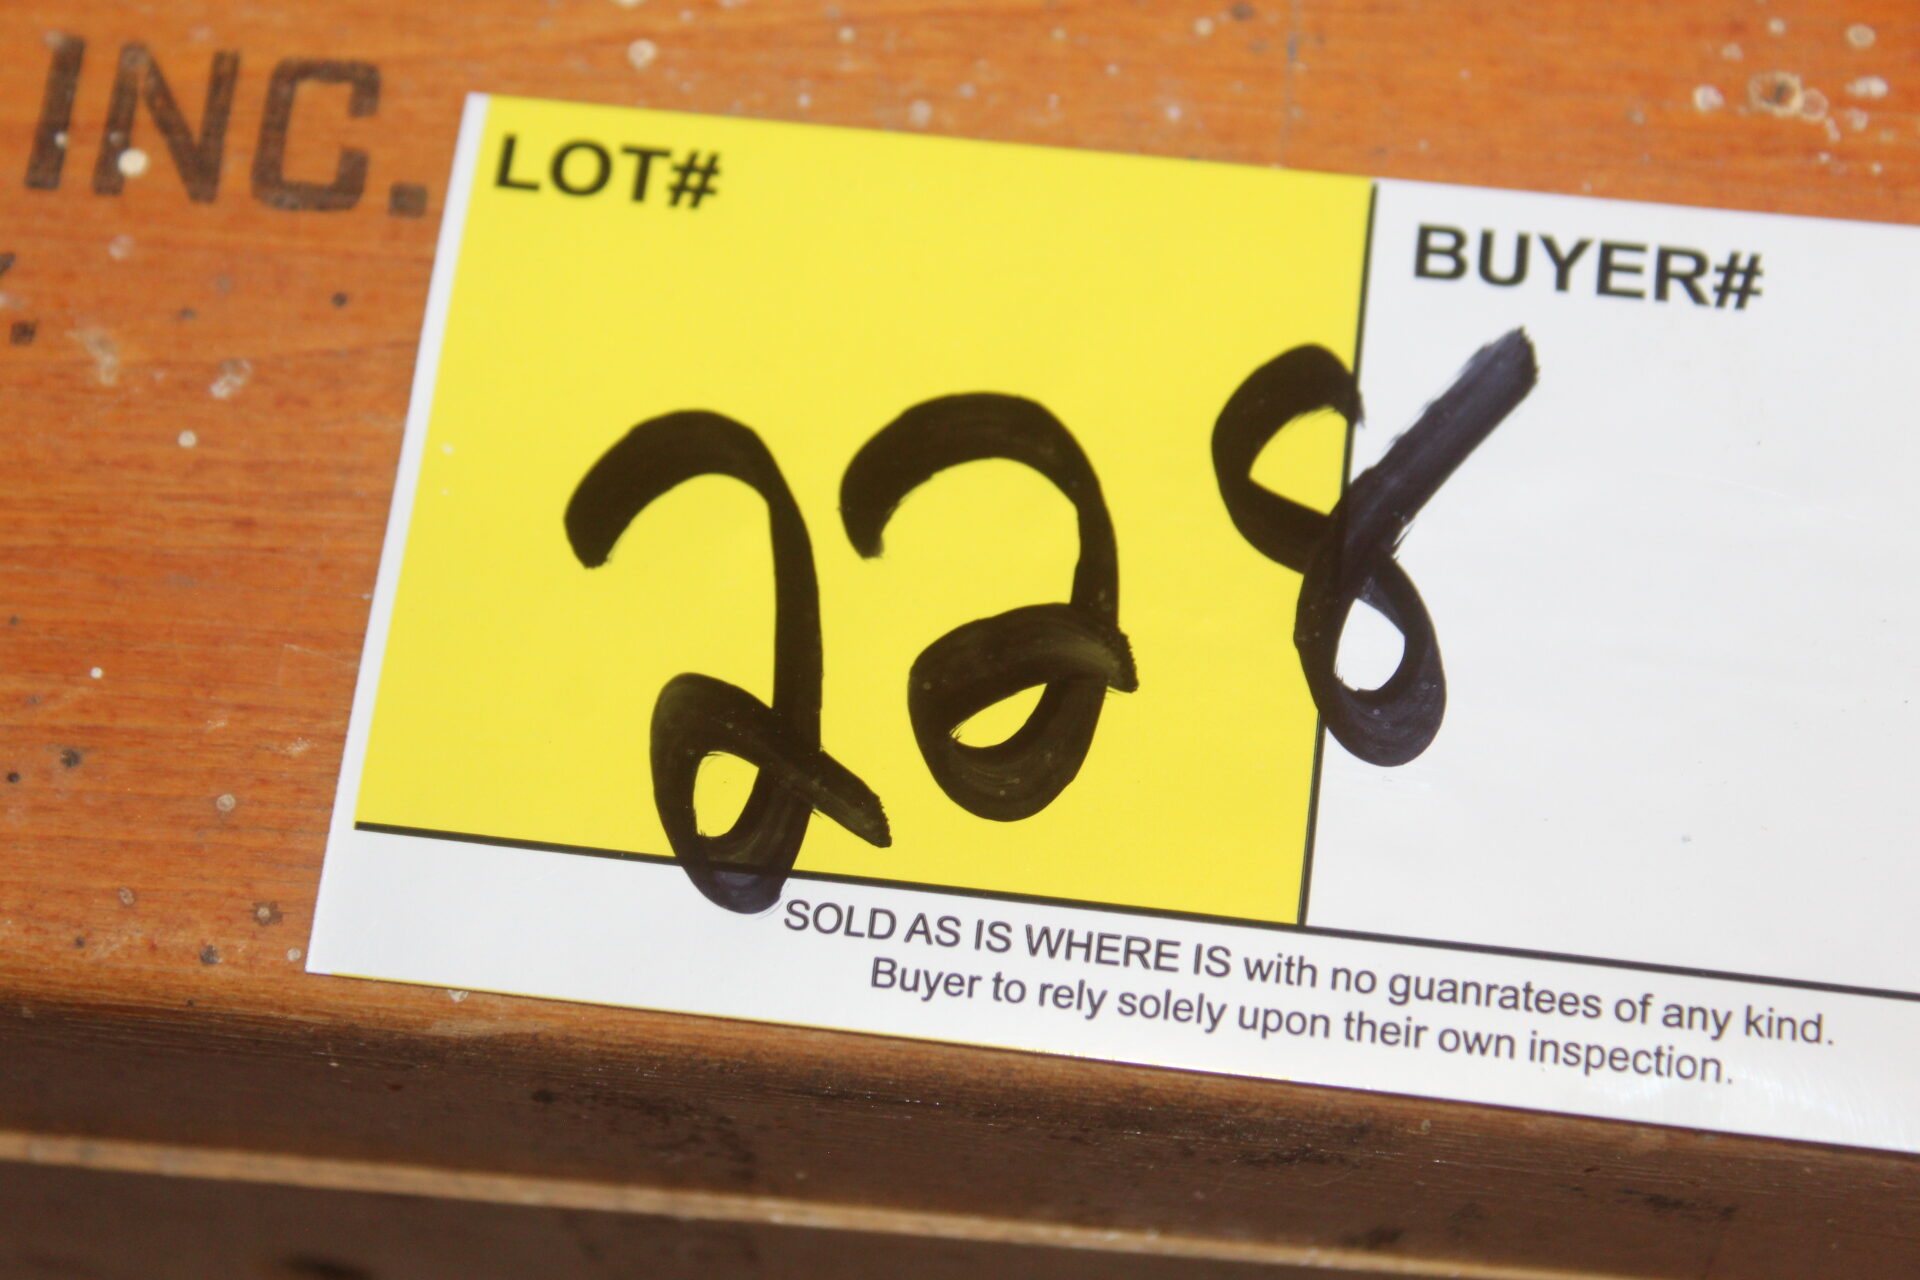 INC.
LOT#
BUYER#
228
SOLD AS IS WHERE IS with no guanratees of any kind.
Buyer to rely solely upon their own inspection.